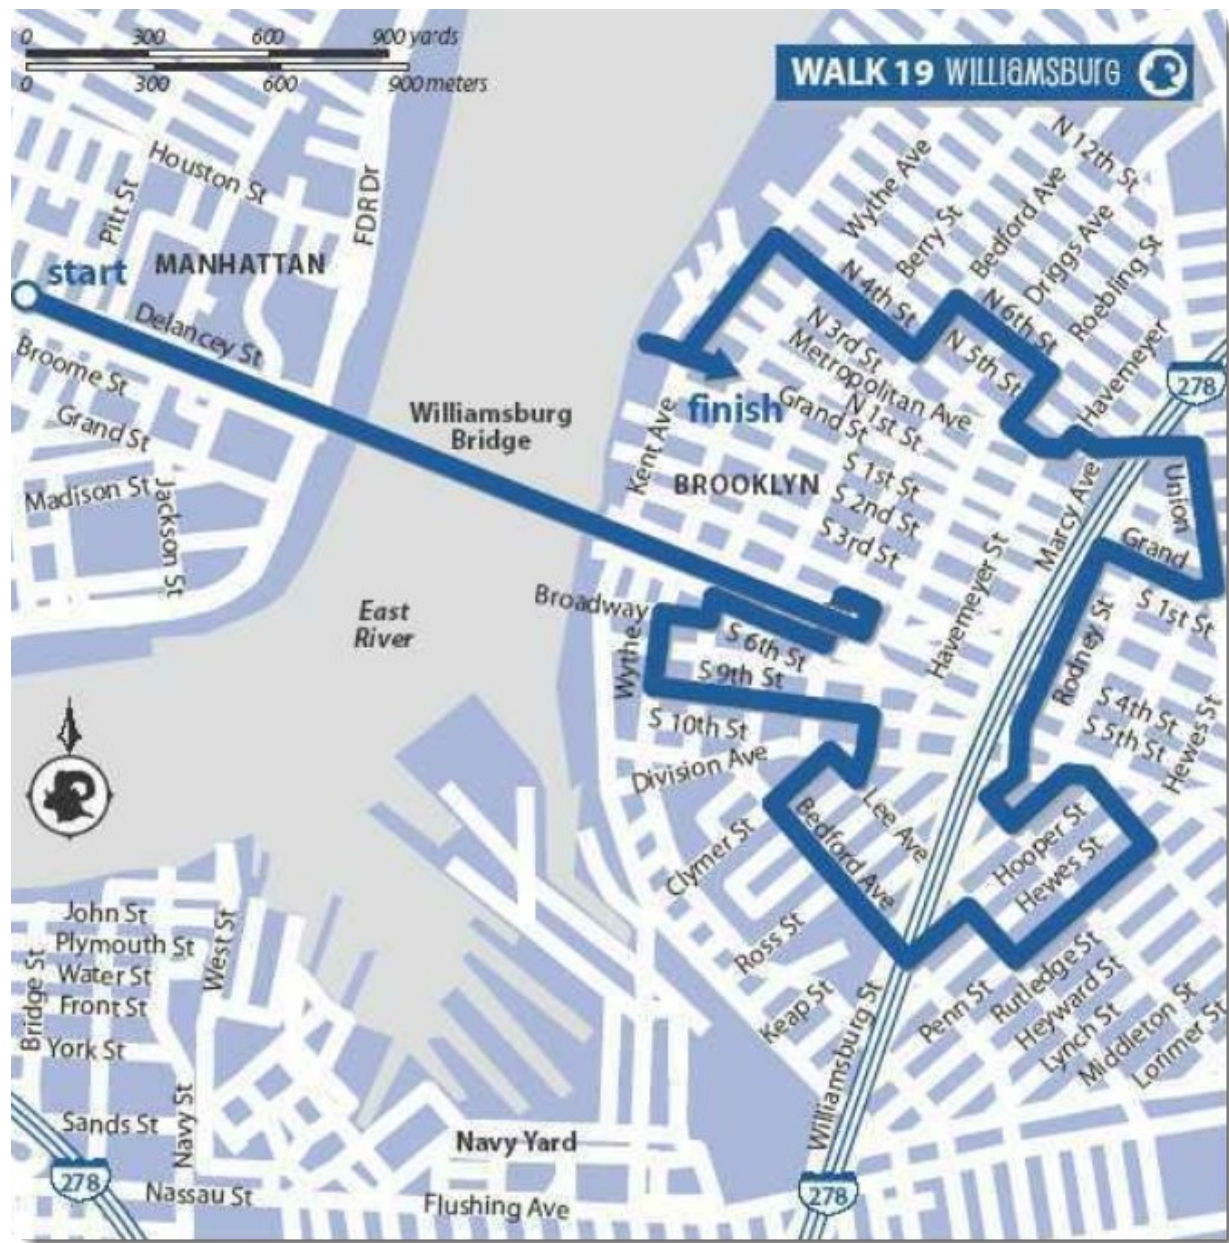 0 300 600 900 yards
0 300 600 900 meters
WALK 19 WILLIAMSBURG
N 12th St
Houston St
Wythe Ave
FDR Dr
Pitt St
Berry St
Bedford Ave
Driggs Ave
Roebling St
start
MANHATTAN
N 4th St
N 6th St
Delancey St
N 3rd St
N 5th St
Havemeyer
Broome St
Metropolitan Ave
278
Grand St
Williamsburg
Bridge
Kent Ave
finish
Grand St
N 1st St
Madison St
Jackson St
BROOKLYN
S 1st St
S 2nd St
S 3rd St
Marcy Ave
Union
Grand
East
River
Broadway
Wythe
S 6th St
S 9th St
Havemeyer St
Rodney St
S 1st St
S 10th St
Division Ave
S 4th St
S 5th St
Hewes St
Clymer St
Bedford Ave
Lee Ave
Hooper St
Hewes St
John St
Plymouth St
Water St
Front St
York St
Bridge St
West St
Ross St
Keap St
Penn St
Rutledge St
Heyward St
Lynch St
Middleton St
Lorimer St
Williamsburg St
Sands St
Navy St
Navy Yard
278
Nassau St
Flushing Ave
278